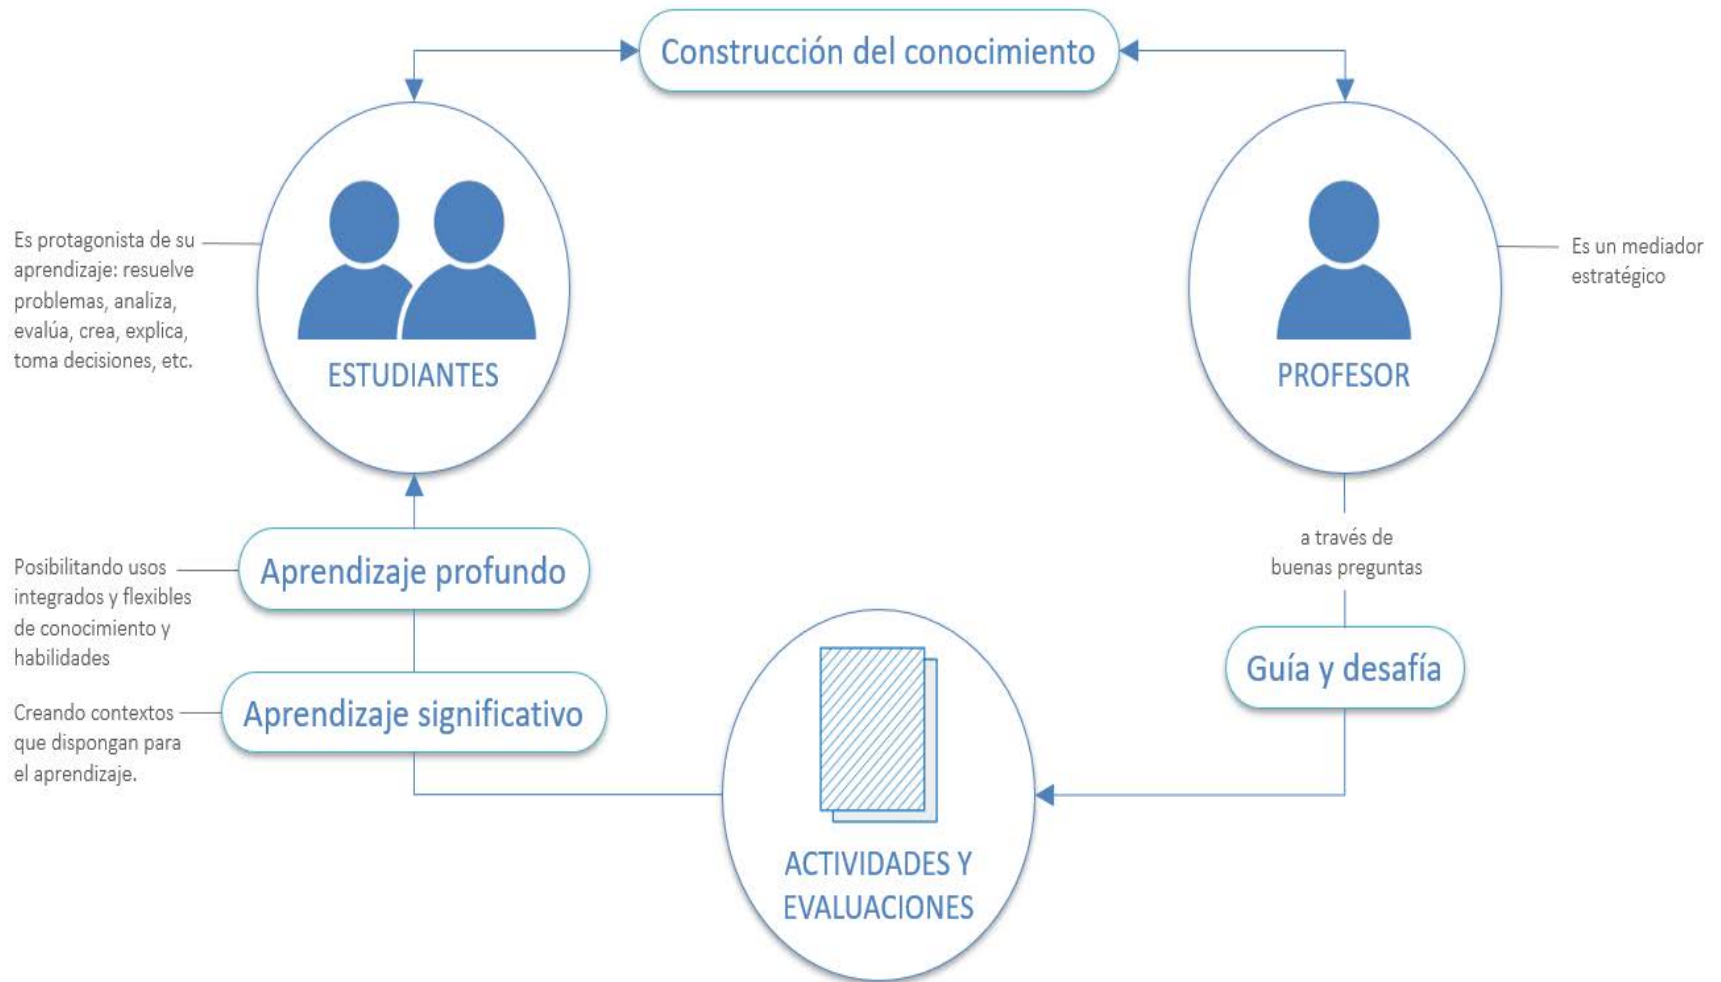 Construcción del conocimiento
Es protagonista de su
aprendizaje: resuelve
problemas, analiza,
evalúa, crea, explica,
toma decisiones, etc.
ESTUDIANTES
PROFESOR
Es un mediador
estratégico
a través de
buenas preguntas
Guía y desafía
Aprendizaje profundo
Posibilitando usos
integrados y flexibles
de conocimiento y
habilidades
Aprendizaje significativo
Creando contextos
que dispongan para
el aprendizaje.
ACTIVIDADES Y
EVALUACIONES